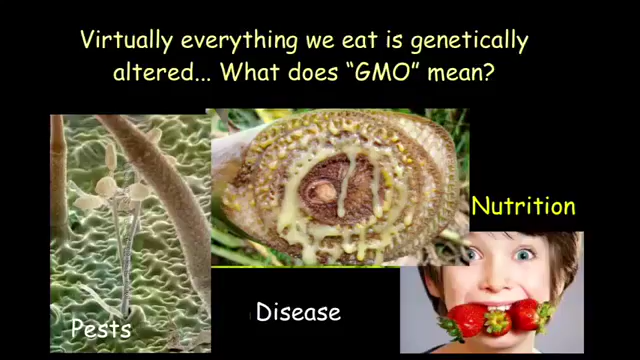 Virtually everything we eat is genetically
altered... What does “GMO” mean?
Nutrition
Disease
Pests